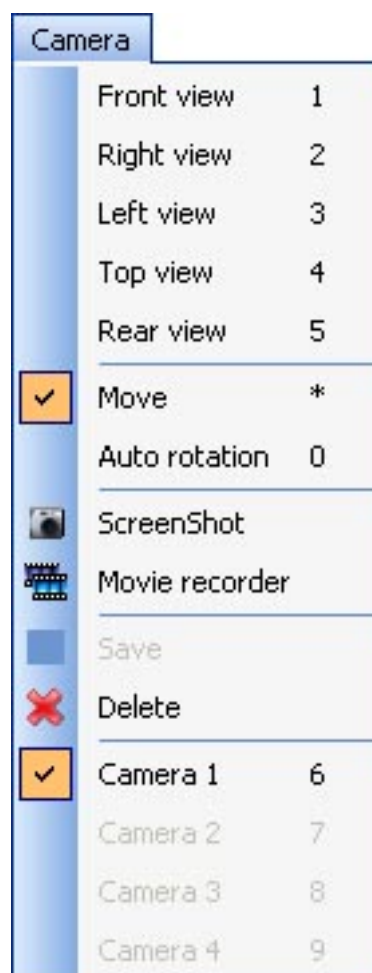 Camera
Front view 1
Right view 2
Left view 3
Top view 4
Rear view 5
Move *
Auto rotation 0
ScreenShot
Movie recorder
Save
Delete
Camera 1 6
Camera 2 7
Camera 3 8
Camera 4 9